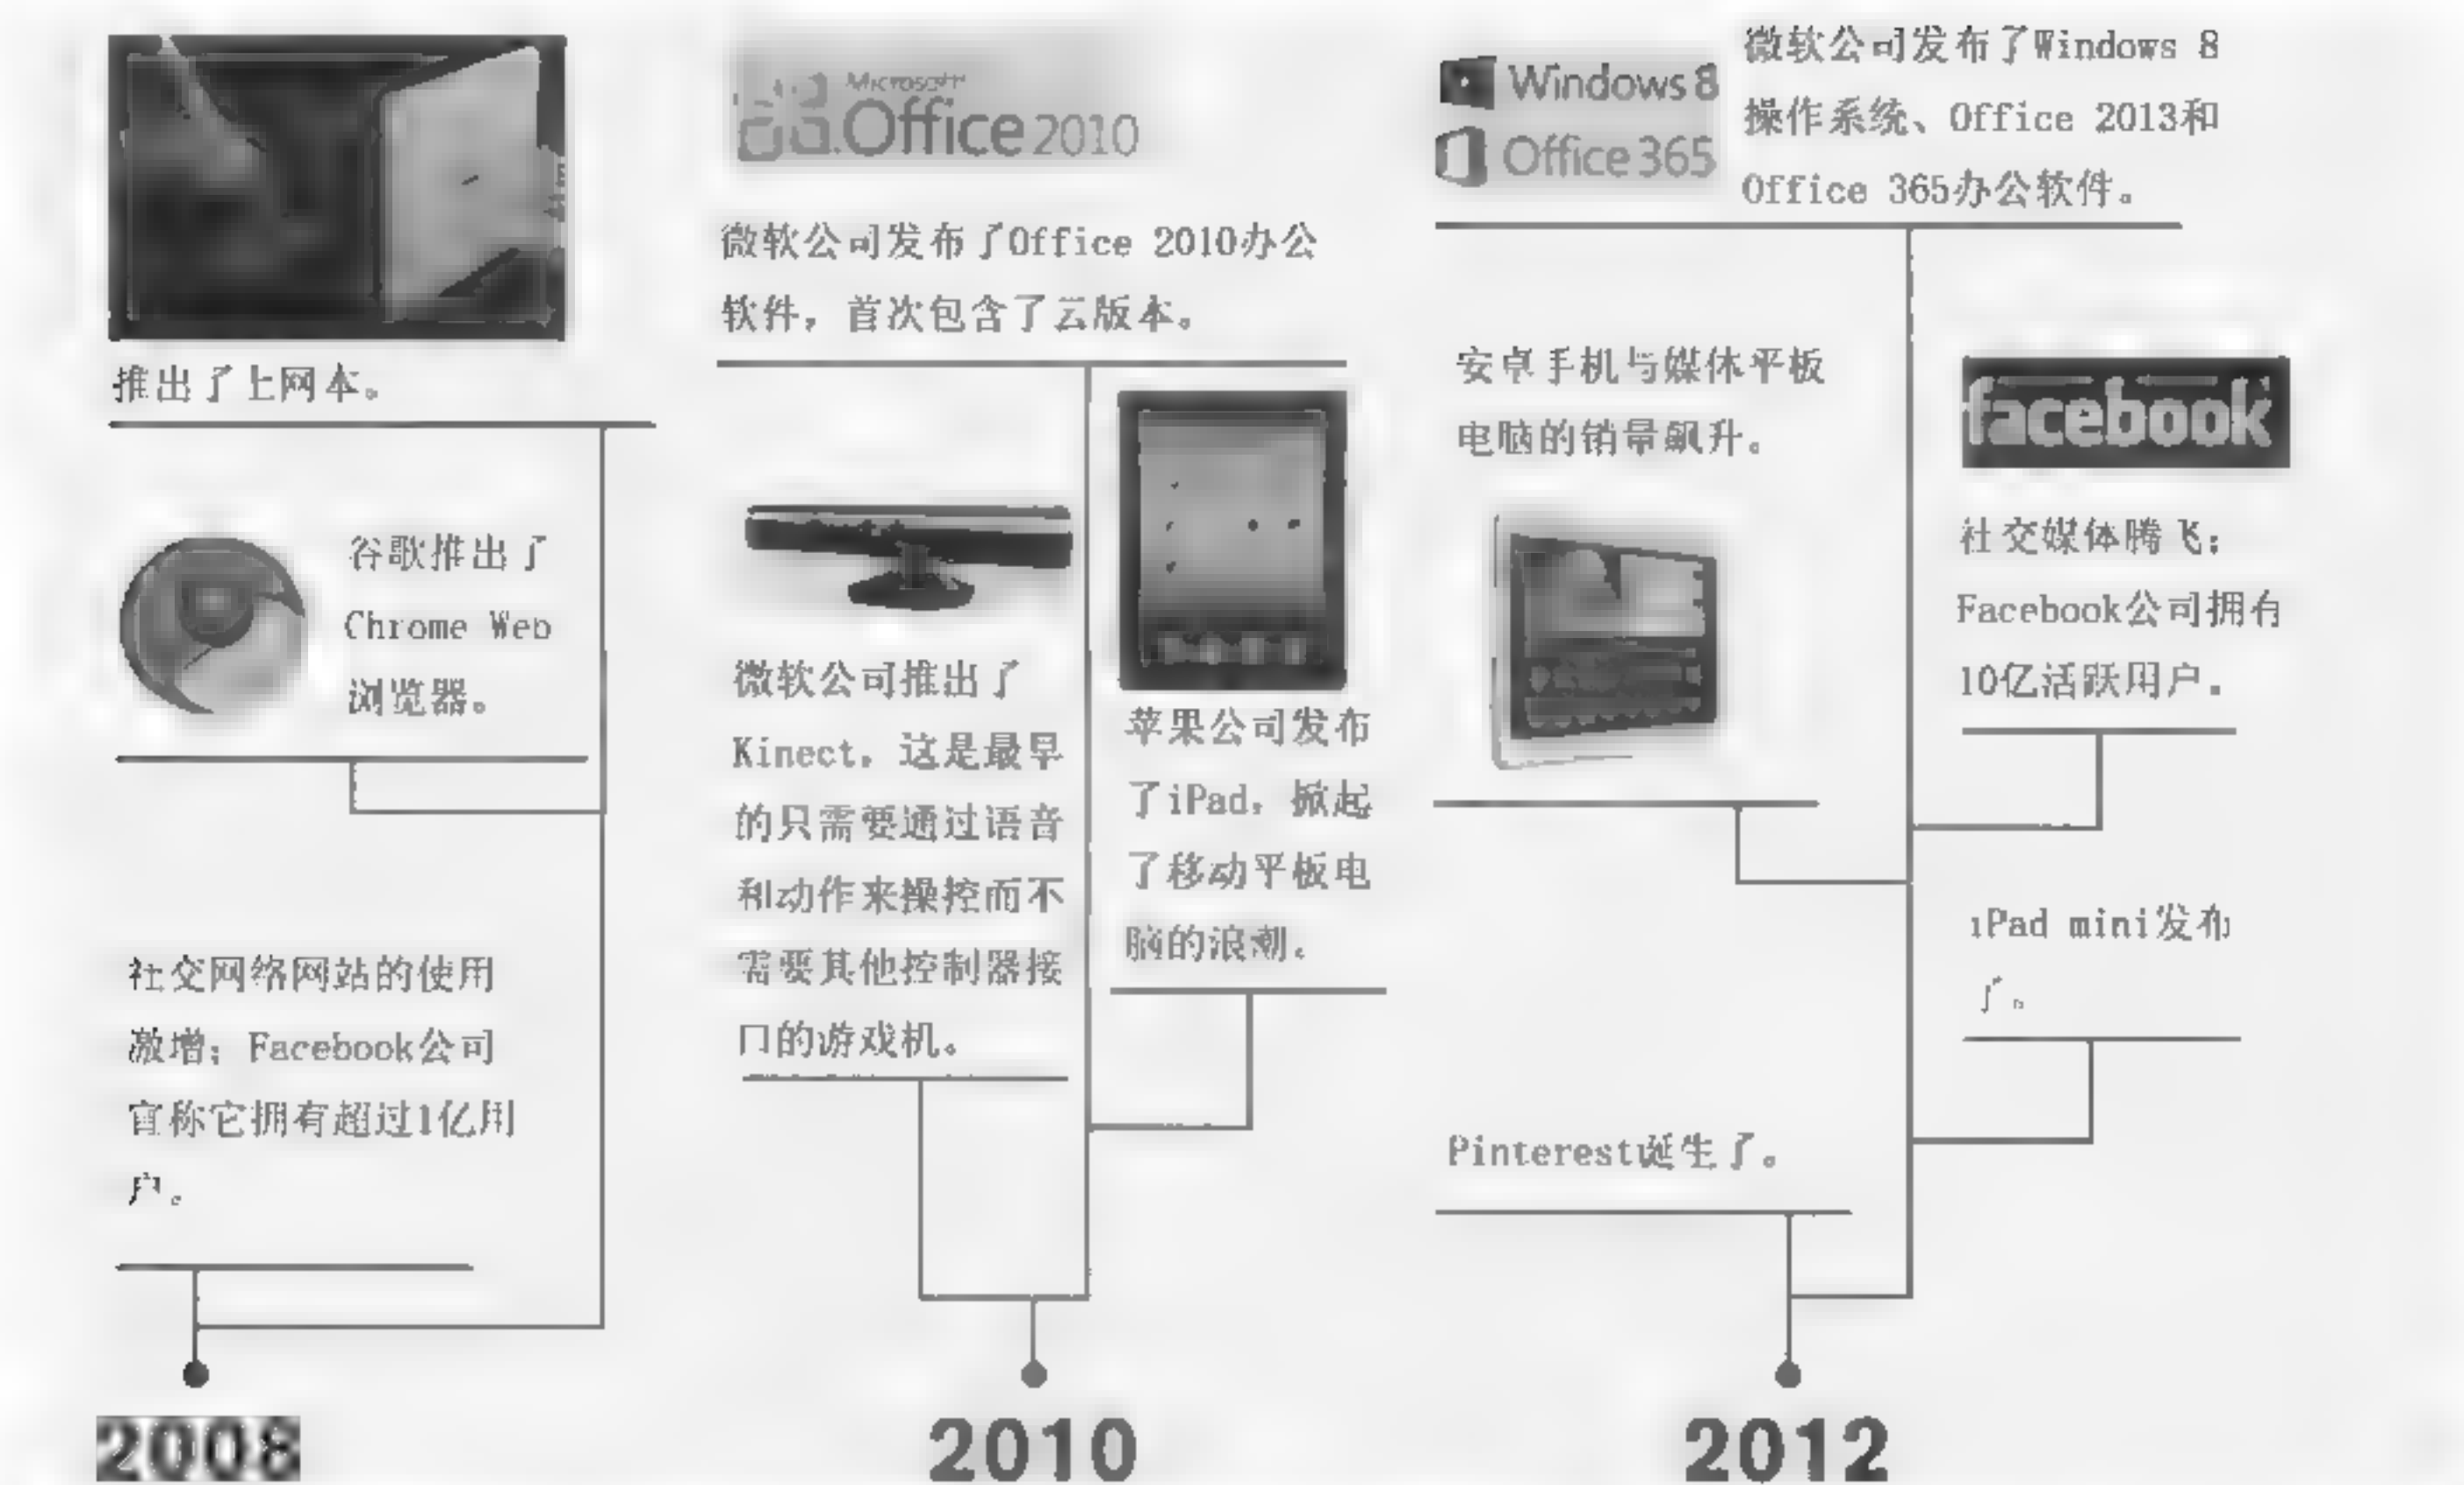 推出了上网本。
谷歌推出了
Chrome Web
浏览器。
社交网络网站的使用
激增；Facebook公司
宣称它拥有超过1亿用
户。
2008
Microsoft
Office 2010
微软公司发布了Office 2010办公
软件，首次包含了云版本。
微软公司推出了
Kinect，这是最早
的只需要通过语音
和动作来操控而不
需要其他控制器接
口的游戏机。
苹果公司发布
了iPad，掀起
了移动平板电
脑的浪潮。
2010
Windows 8
Office 365
微软公司发布了Windows 8
操作系统、Office 2013和
Office 365办公软件。
安卓手机与媒体平板
电脑的销量飙升。
facebook
社交媒体腾飞：
Facebook公司拥有
10亿活跃用户。
iPad mini发布
了。
Pinterest诞生了。
2012